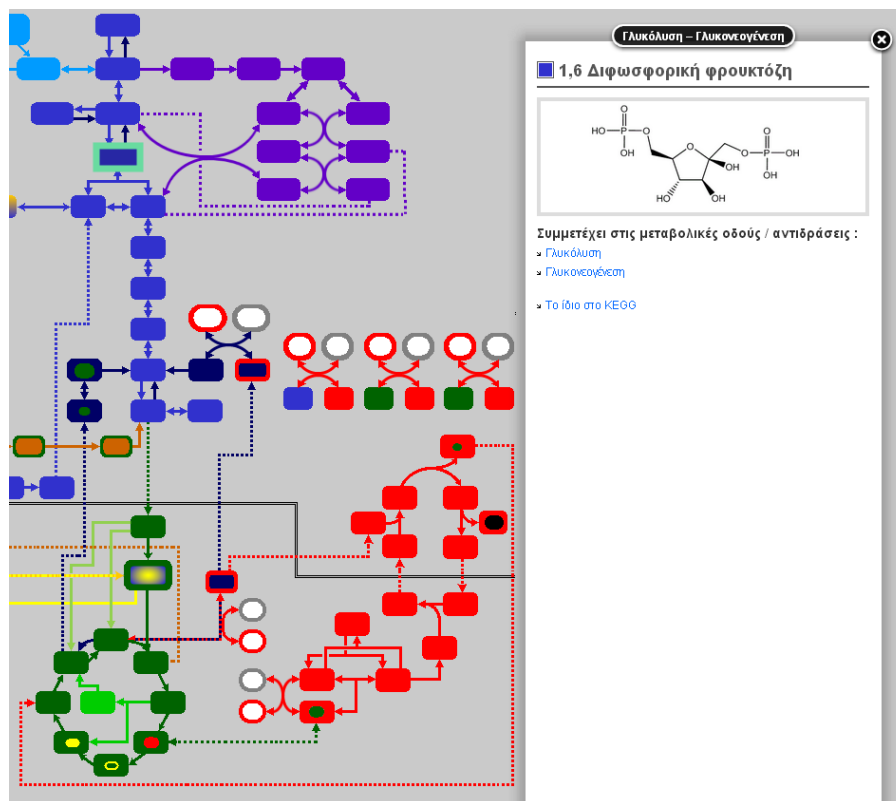 Γλυκόλυση – Γλυκονεογένεση
1,6 Διφωσφορική φρουκτόζη
O
HO
P
O
OH
O
O
O
P
OH
OH
OH
HO
OH
Συμμετέχει στις μεταβολικές οδούς / αντιδράσεις :
Γλυκόλυση
Γλυκονεογένεση
Το ίδιο στο KEGG